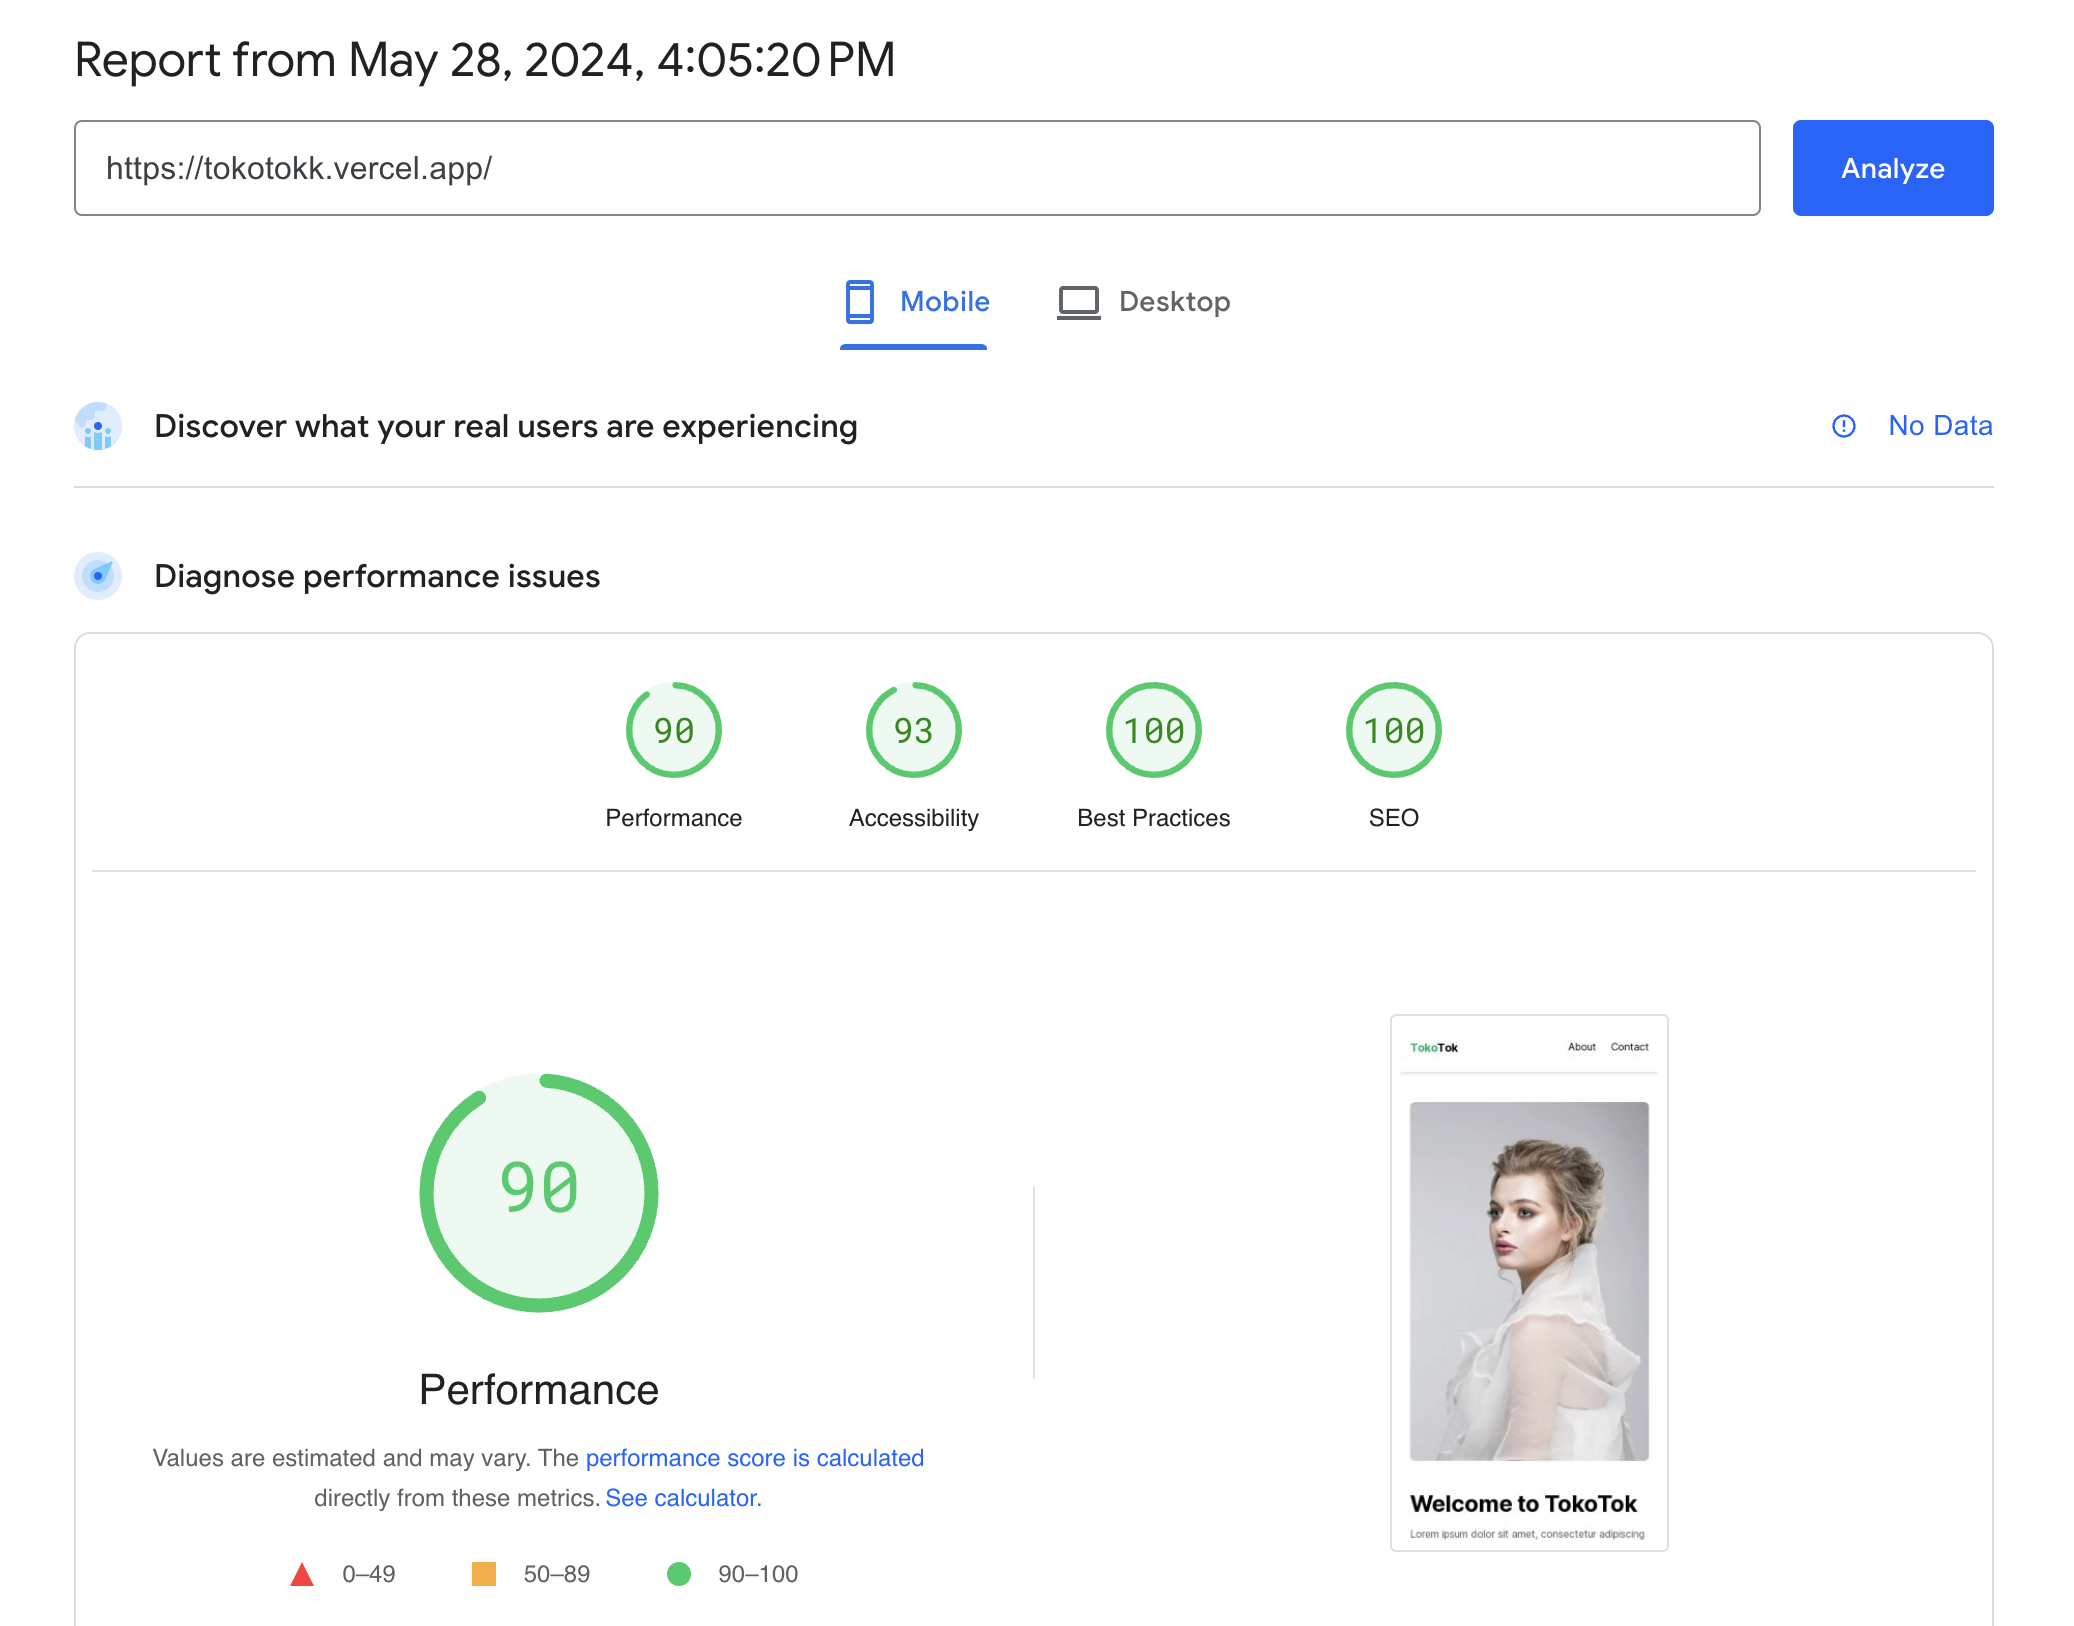 Report from May 28, 2024, 4:05:20 PM
https://tokotokk.vercel.app/
Analyze
Mobile
Desktop
Discover what your real users are experiencing
No Data
Diagnose performance issues
90
93
100
100
Performance
Accessibility
Best Practices
SEO
90
Performance
Values are estimated and may vary. The performance score is calculated
directly from these metrics. See calculator.
0–49
50–89
90–100
TokoTok
About
Contact
Welcome to TokoTok
Lorem ipsum dolor sit amet, consectetur adipiscing